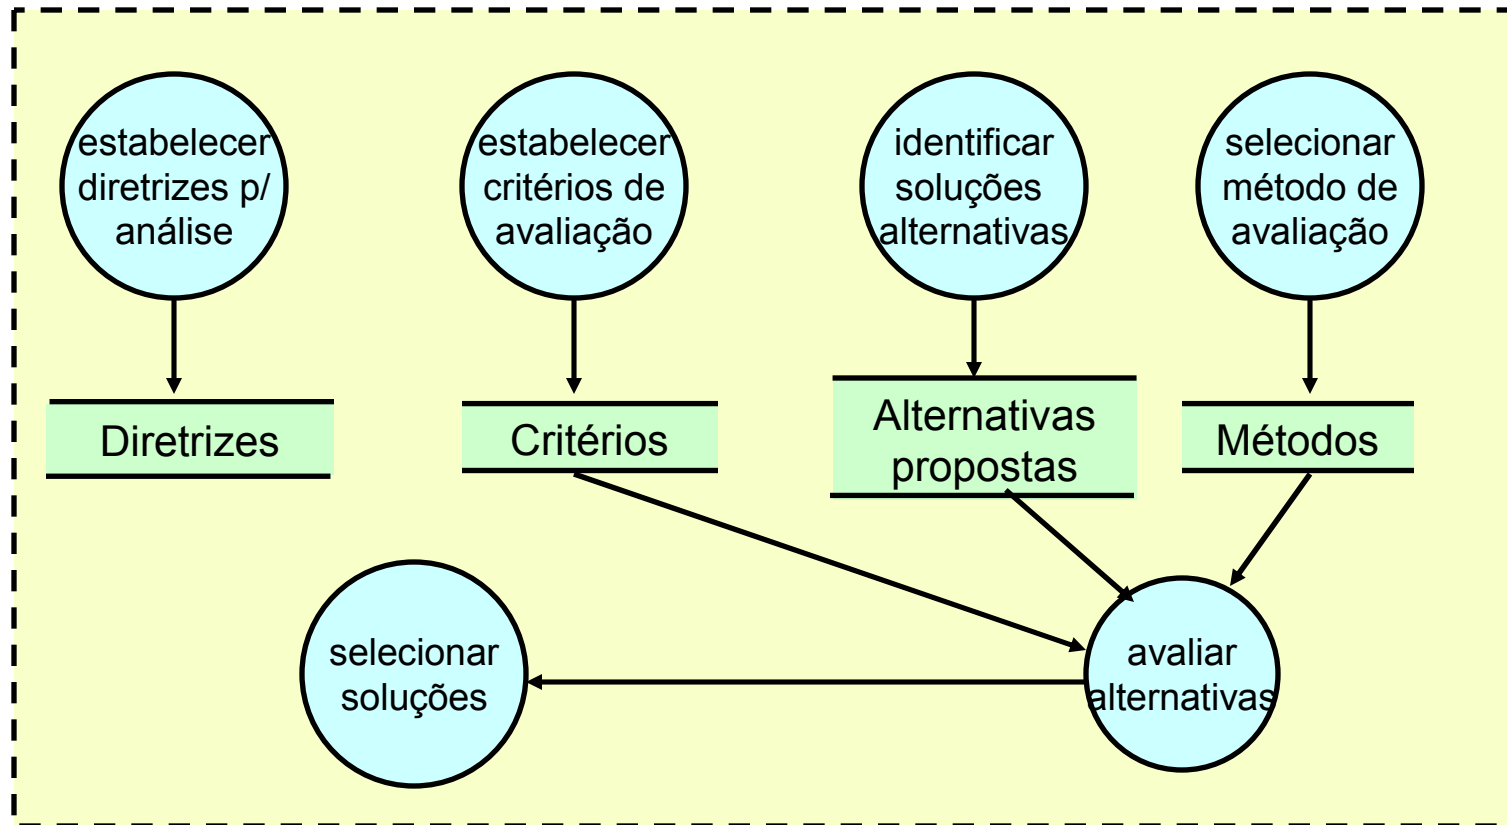 estabelecer
diretrizes p/
análise
estabelecer
critérios de
avaliação
identificar
soluções
alternativas
selecionar
método de
avaliação
Diretrizes
Critérios
Alternativas
propostas
Métodos
selecionar
soluções
avaliar
alternativas